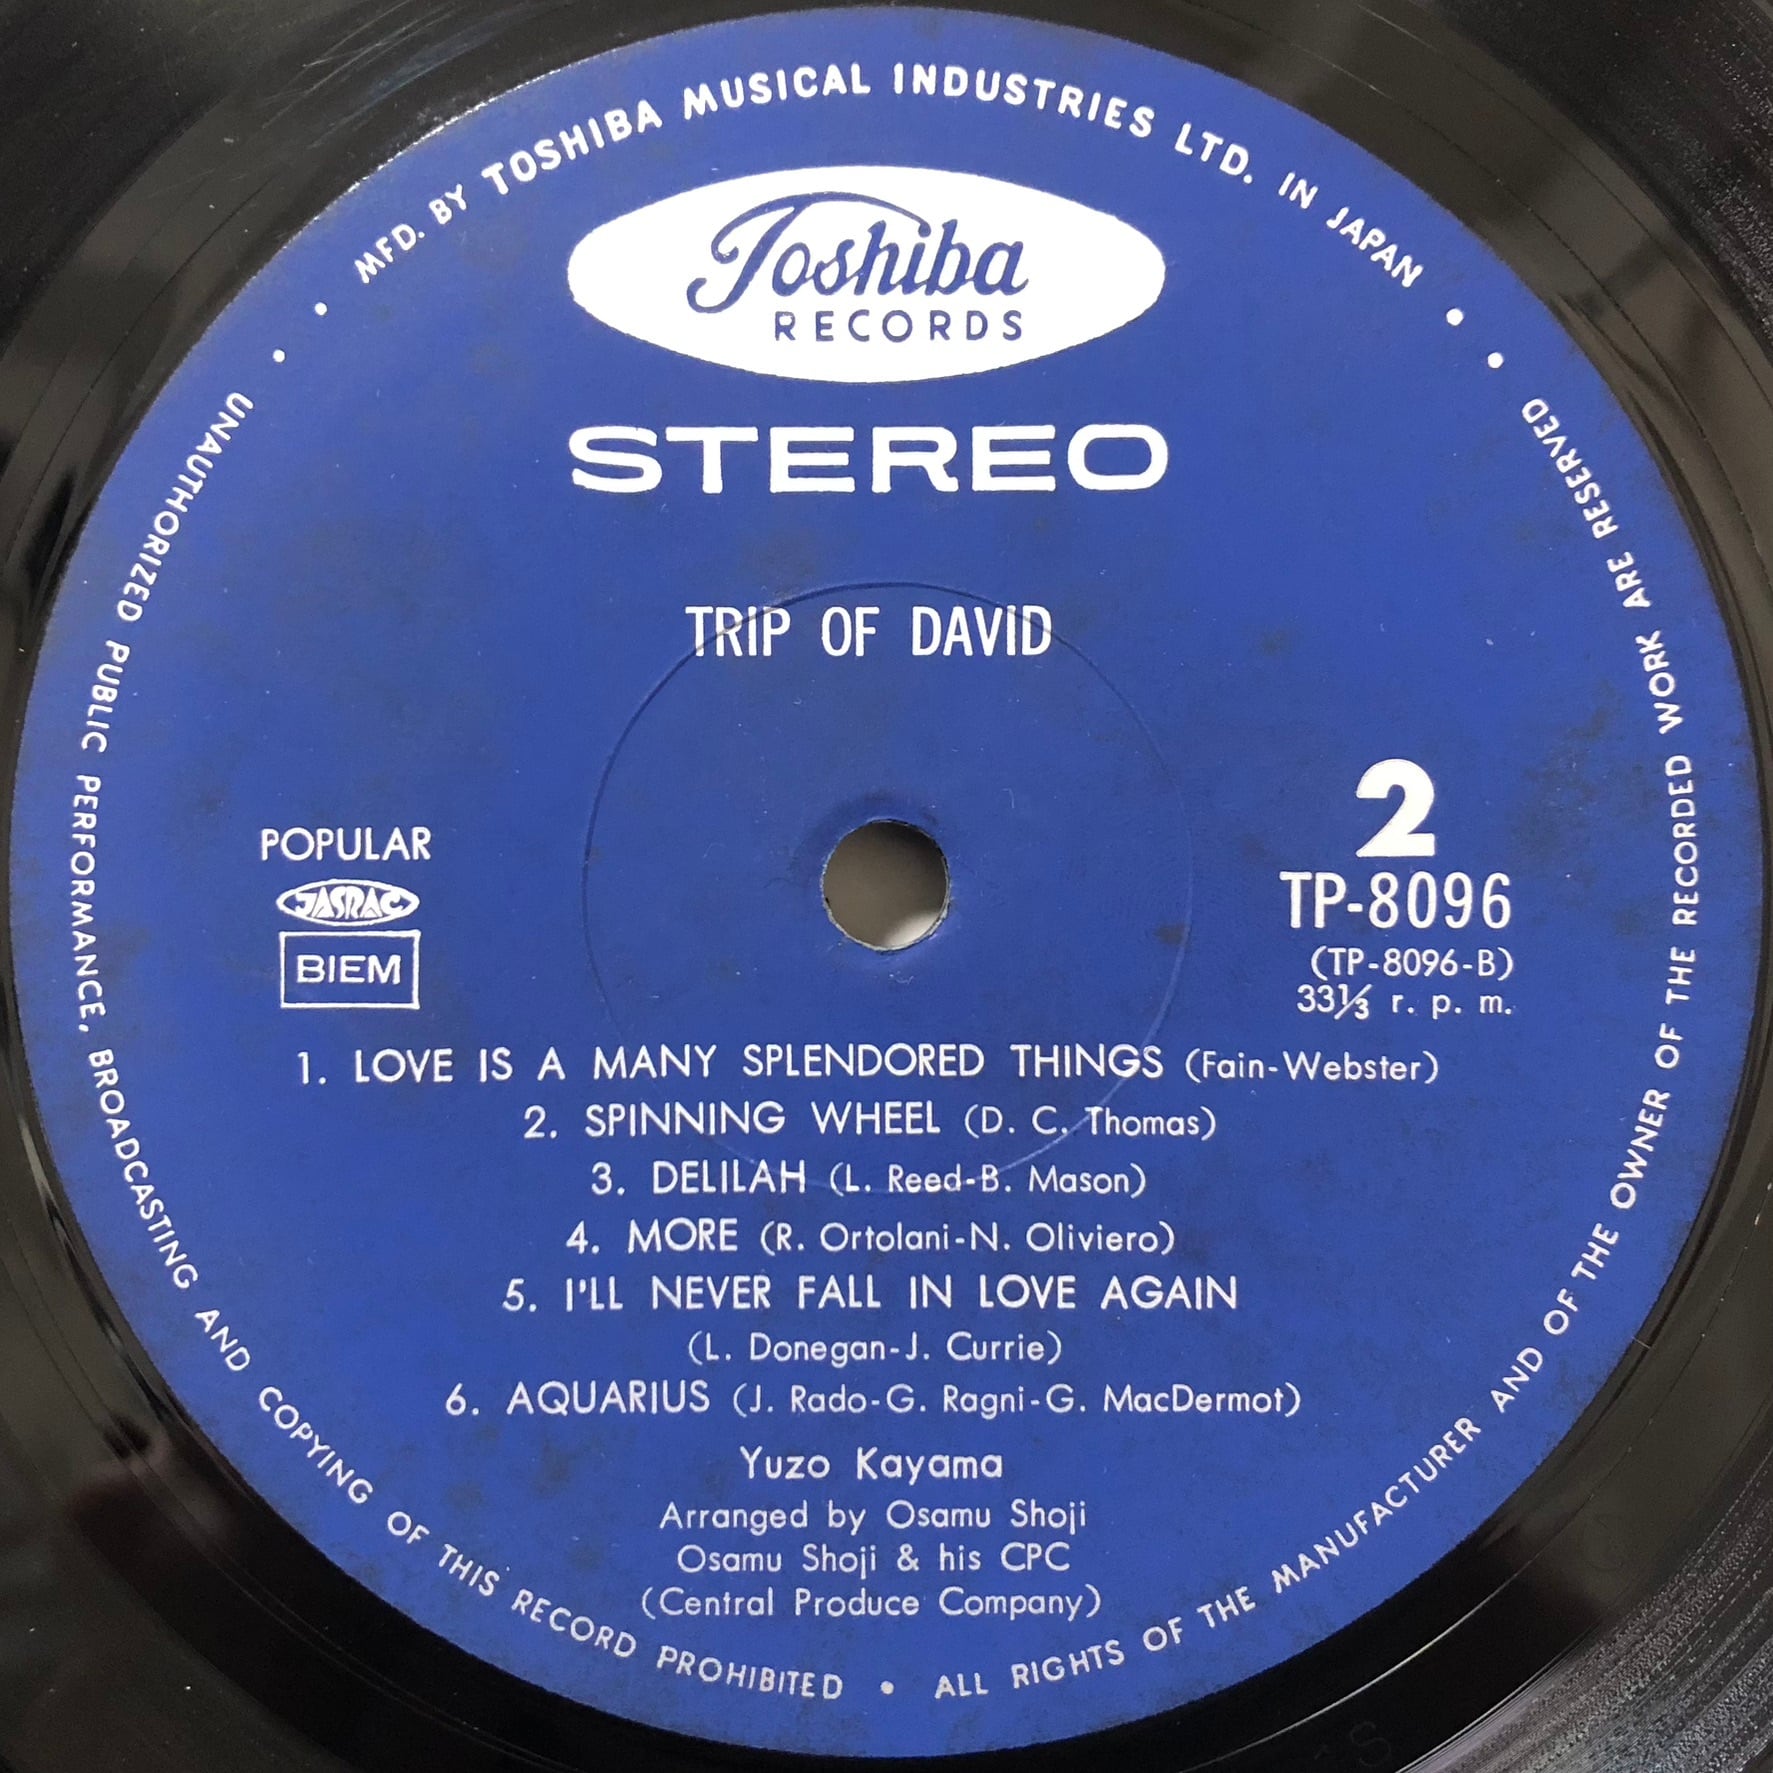 MFD. BY TOSHIBA MUSICAL INDUSTRIES LTD. IN JAPAN
Toshiba
RECORDS
STEREO
TRIP OF DAVID
2
TP-8096
(TP-8096-B)
33⅓ r. p. m.
POPULAR
JASRAC
BIEM
1. LOVE IS A MANY SPLENDORED THINGS (Fain-Webster)
2. SPINNING WHEEL (D. C. Thomas)
3. DELILAH (L. Reed-B. Mason)
4. MORE (R. Ortolani-N. Oliviero)
5. I'LL NEVER FALL IN LOVE AGAIN
(L. Donegan-J. Currie)
6. AQUARIUS (J. Rado-G. Ragni-G. MacDermot)
Yuzo Kayama
Arranged by Osamu Shoji
Osamu Shoji & his CPC
(Central Produce Company)
UNAUTHORIZED PUBLIC PERFORMANCE, BROADCASTING AND COPYING OF THIS RECORD PROHIBITED • ALL RIGHTS OF THE MANUFACTURER AND OF THE OWNER OF THE RECORDED WORK ARE RESERVED